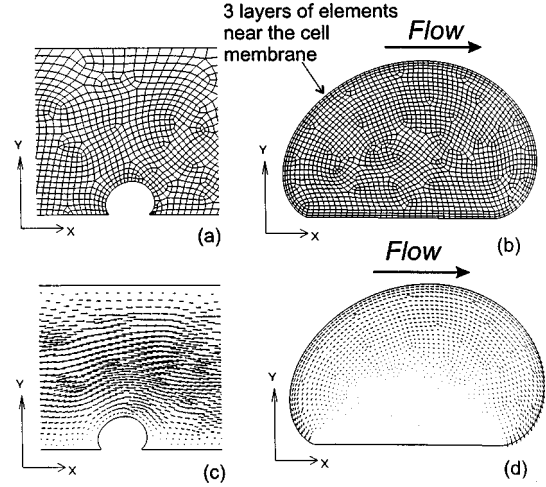 3 layers of elements
near the cell
membrane
Flow
Y
X
(a)
Y
X
(b)
Flow
Y
X
(c)
Y
X
(d)